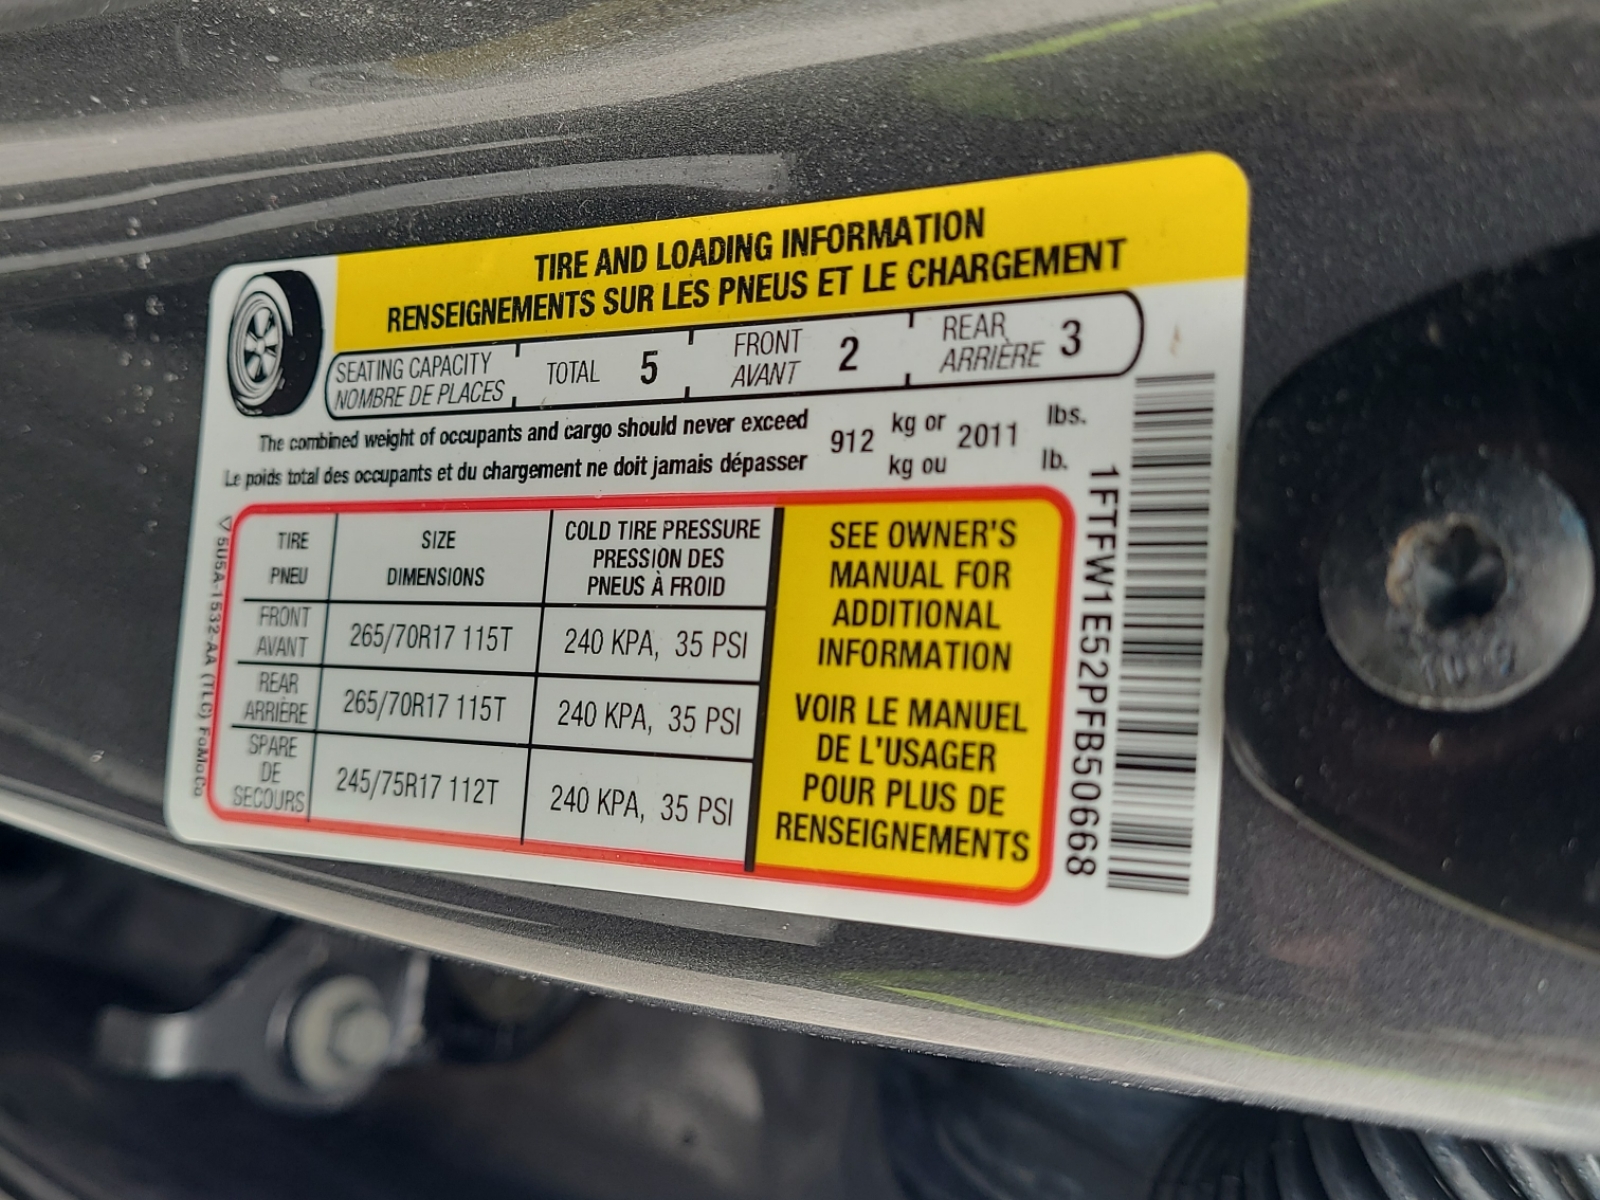 TIRE AND LOADING INFORMATION
RENSEIGNEMENTS SUR LES PNEUS ET LE CHARGEMENT
SEATING CAPACITY TOTAL 5 FRONT 2 REAR 3
NOMBRE DE PLACES AVANT ARRIÈRE
The combined weight of occupants and cargo should never exceed 912 kg or 2011 lbs.
Le poids total des occupants et du chargement ne doit jamais dépasser kg ou lb.
TIRE SIZE COLD TIRE PRESSURE
PNEU DIMENSIONS PRESSION DES
PNEUS À FROID
FRONT
AVANT 265/70R17 115T 240 KPA, 35 PSI
REAR
ARRIÈRE 265/70R17 115T 240 KPA, 35 PSI
SPARE
DE
SECOURS 245/75R17 112T 240 KPA, 35 PSI
SEE OWNER'S
MANUAL FOR
ADDITIONAL
INFORMATION
VOIR LE MANUEL
DE L'USAGER
POUR PLUS DE
RENSEIGNEMENTS
1FTFW1E52PFB50668
5U5A-1532-AA (TLC) FoMoCo